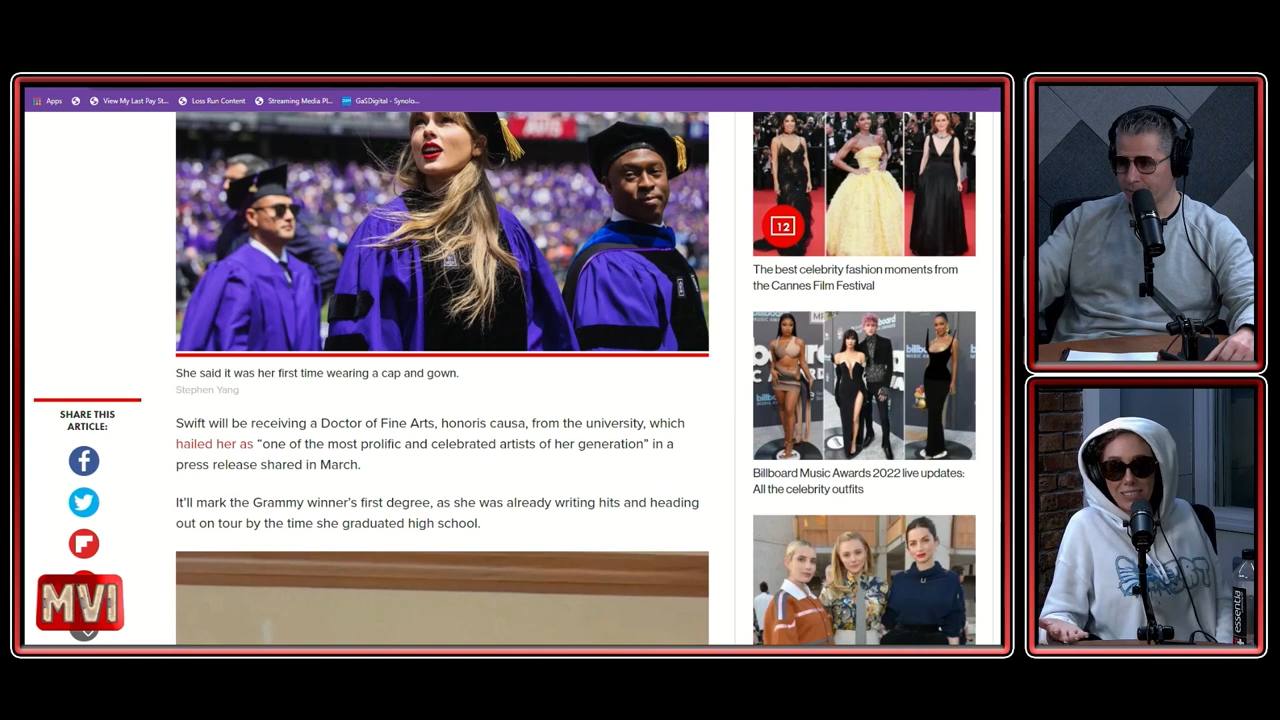 Apps
View My Last Pay St...
Loss Run Content
Streaming Media Pl...
GaSDigital - Synolo...
She said it was her first time wearing a cap and gown.
Stephen Yang
SHARE THIS
ARTICLE:
Swift will be receiving a Doctor of Fine Arts, honoris causa, from the university, which
hailed her as “one of the most prolific and celebrated artists of her generation” in a
press release shared in March.
It’ll mark the Grammy winner’s first degree, as she was already writing hits and heading
out on tour by the time she graduated high school.
MVI
12
The best celebrity fashion moments from
the Cannes Film Festival
Billboard Music Awards 2022 live updates:
All the celebrity outfits
essentia